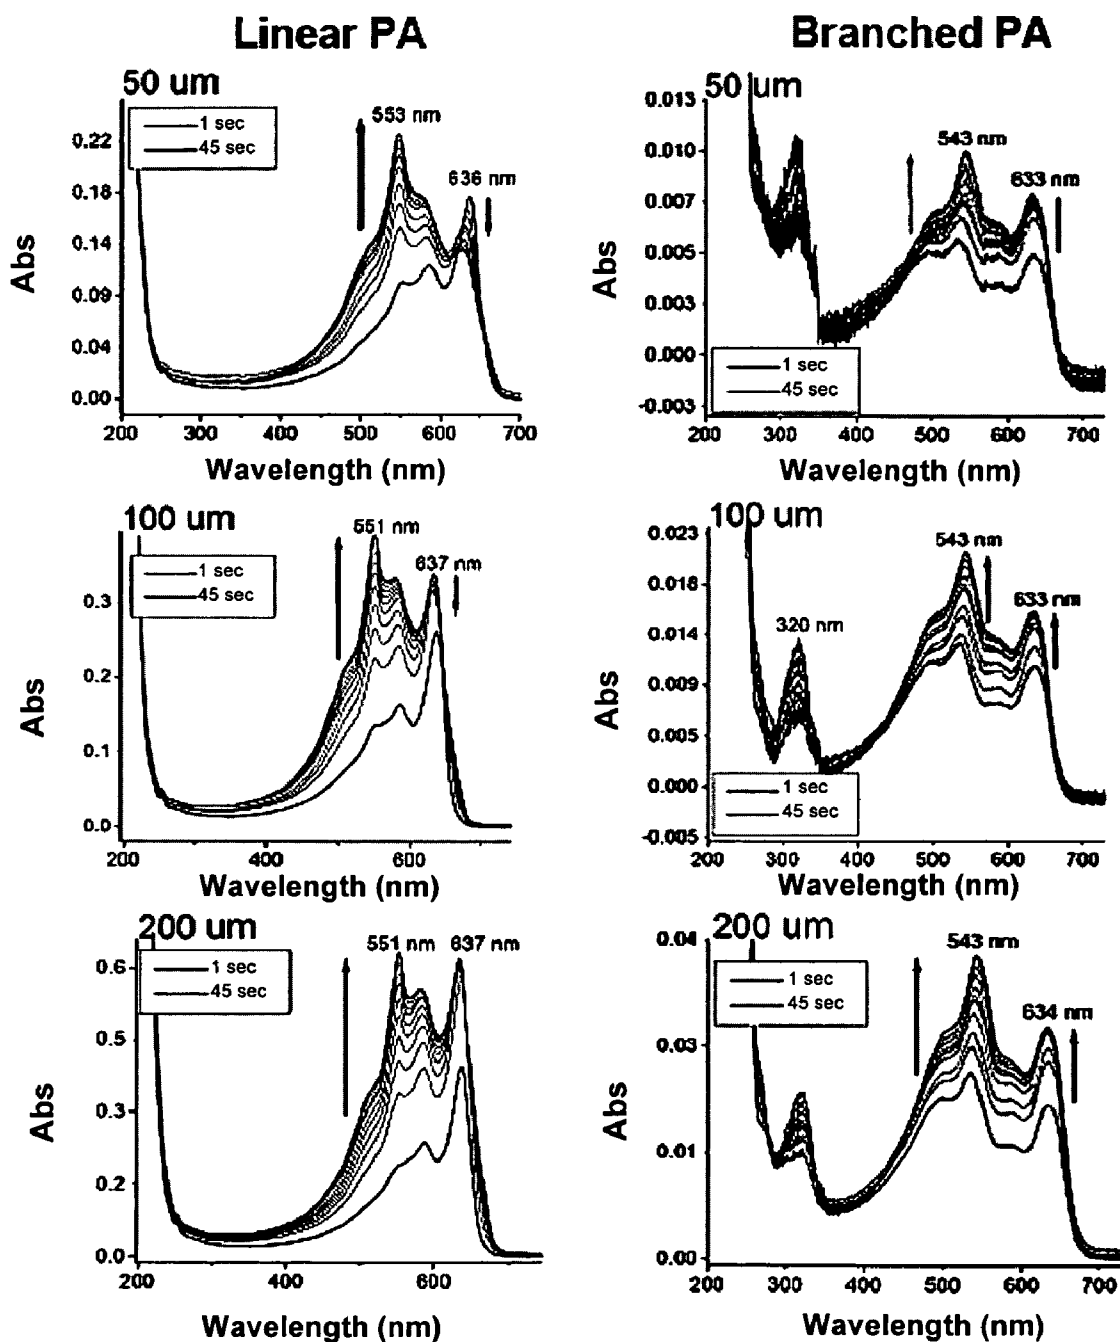 Linear PA
Branched PA
50 um
553 nm
636 nm
1 sec
45 sec
0.22
0.18
0.14
0.09
0.04
0.00
Abs
200 300 400 500 600 700
Wavelength (nm)
50 um
543 nm
633 nm
0.013
0.010
0.007
0.005
0.003
0.000
-0.003
Abs
1 sec
45 sec
200 300 400 500 600 700
Wavelength (nm)
100 um
551 nm
637 nm
1 sec
45 sec
0.3
0.2
0.1
0.0
Abs
200 400 600
Wavelength (nm)
100 um
543 nm
633 nm
320 nm
0.023
0.018
0.014
0.009
0.005
0.000
-0.005
Abs
1 sec
45 sec
200 300 400 500 600 700
Wavelength (nm)
200 um
551 nm 637 nm
1 sec
45 sec
0.6
0.5
0.3
0.2
0.0
Abs
200 400 600
Wavelength (nm)
200 um
543 nm
634 nm
1 sec
45 sec
0.04
0.03
0.01
0.00
Abs
200 300 400 500 600 700
Wavelength (nm)